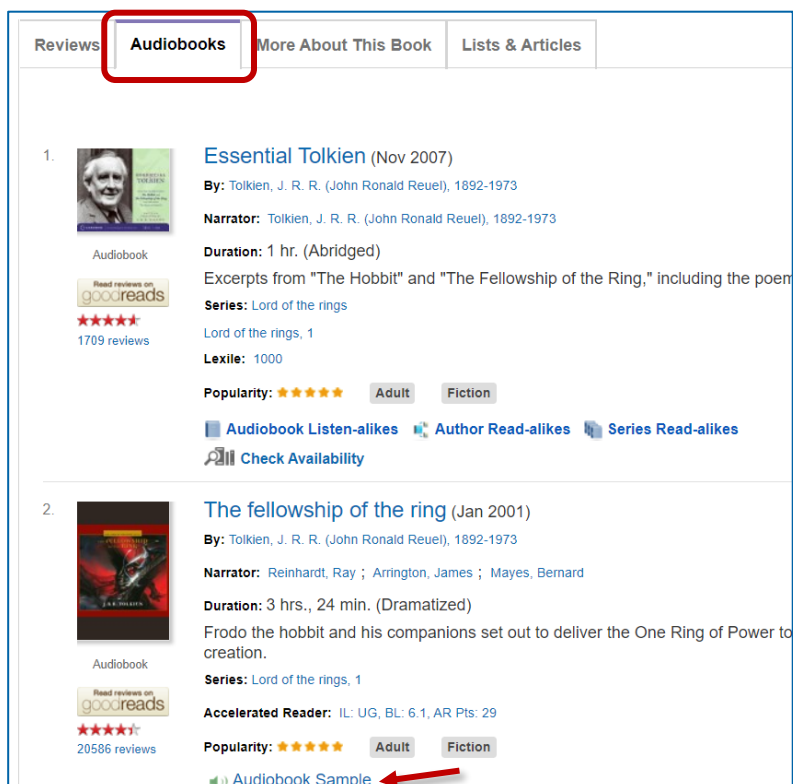 Reviews Audiobooks More About This Book Lists & Articles
1. Essential Tolkien (Nov 2007)
By: Tolkien, J. R. R. (John Ronald Reuel), 1892-1973
Narrator: Tolkien, J. R. R. (John Ronald Reuel), 1892-1973
Audiobook
Duration: 1 hr. (Abridged)
Read reviews on
goodreads
Excerpts from "The Hobbit" and "The Fellowship of the Ring," including the poem
Series: Lord of the rings
1709 reviews
Lord of the rings, 1
Lexile: 1000
Popularity: Adult Fiction
Audiobook Listen-alikes Author Read-alikes Series Read-alikes
Check Availability
2. The fellowship of the ring (Jan 2001)
By: Tolkien, J. R. R. (John Ronald Reuel), 1892-1973
Narrator: Reinhardt, Ray ; Arrington, James ; Mayes, Bernard
J.R.R. TOLKIEN
Duration: 3 hrs., 24 min. (Dramatized)
Frodo the hobbit and his companions set out to deliver the One Ring of Power to
creation.
Audiobook
Series: Lord of the rings, 1
Read reviews on
goodreads
Accelerated Reader: IL: UG, BL: 6.1, AR Pts: 29
20586 reviews
Popularity: Adult Fiction
Audiobook Sample